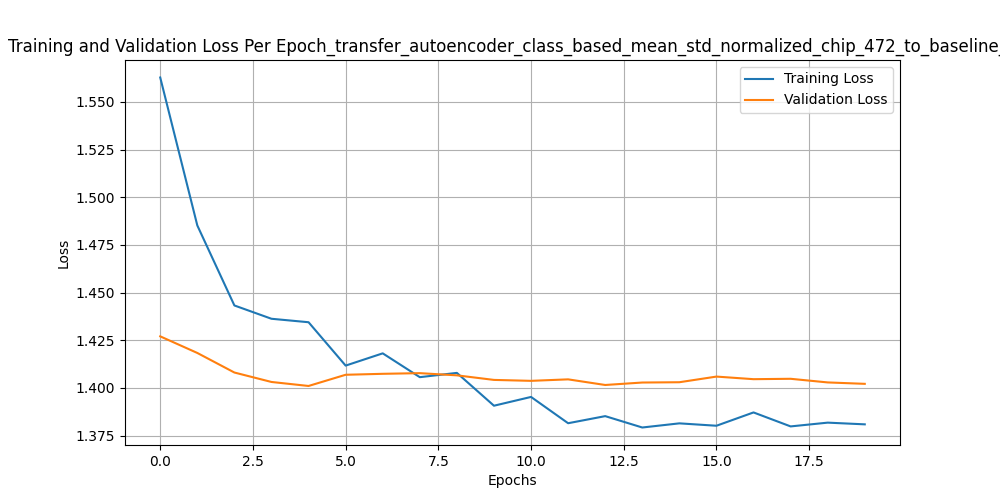 Training and Validation Loss Per Epoch_transfer_autoencoder_class_based_mean_std_normalized_chip_472_to_baseline_
Training Loss
Validation Loss
1.550
1.525
1.500
1.475
1.450
1.425
1.400
1.375
Loss
0.0 2.5 5.0 7.5 10.0 12.5 15.0 17.5
Epochs